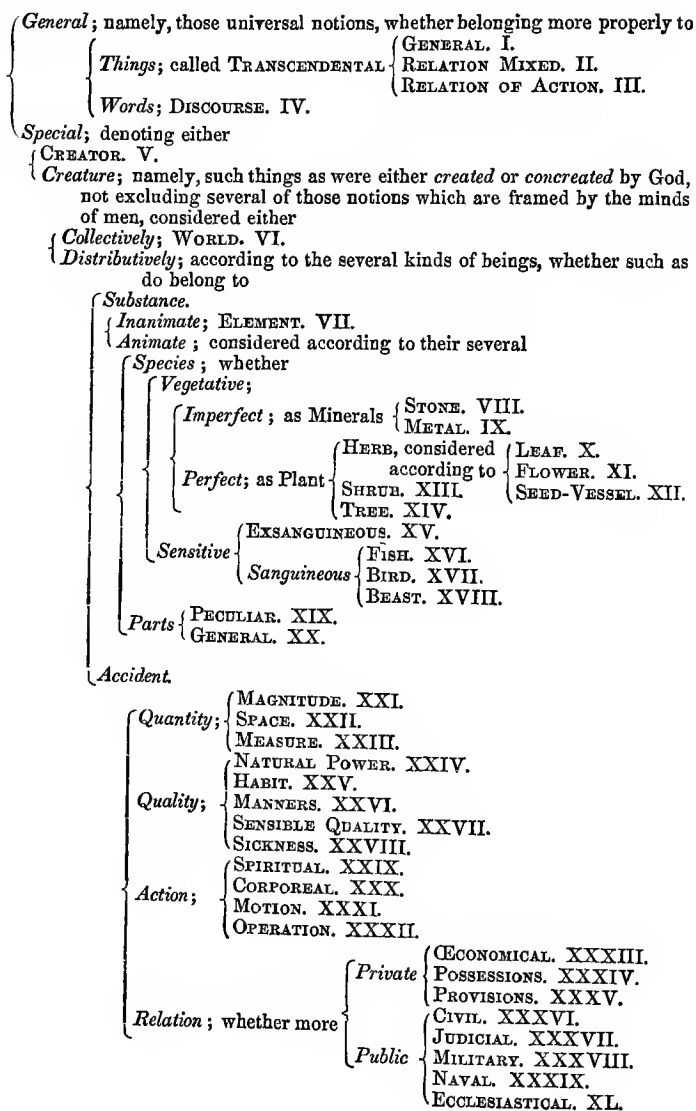 General; namely, those universal notions, whether belonging more properly to
Things; called TRANSCENDENTAL
GENERAL. I.
RELATION MIXED. II.
RELATION OF ACTION. III.
Words; DISCOURSE. IV.
Special; denoting either
CREATOR. V.
Creature; namely, such things as were either created or concreated by God,
not excluding several of those notions which are framed by the minds
of men, considered either
Collectively; WORLD. VI.
Distributively; according to the several kinds of beings, whether such as
do belong to
Substance.
Inanimate; ELEMENT. VII.
Animate; considered according to their several
Species; whether
Vegetative;
Imperfect; as Minerals
STONE. VIII.
METAL. IX.
Perfect; as Plant
HERB, considered
according to
LEAF. X.
FLOWER. XI.
SEED-VESSEL. XII.
SHRUB. XIII.
TREE. XIV.
Sensitive
EXSANGUINEOUS. XV.
Sanguineous
FISH. XVI.
BIRD. XVII.
BEAST. XVIII.
Parts
PECULIAR. XIX.
GENERAL. XX.
Accident.
Quantity;
MAGNITUDE. XXI.
SPACE. XXII.
MEASURE. XXIII.
Quality;
NATURAL POWER. XXIV.
HABIT. XXV.
MANNERS. XXVI.
SENSIBLE QUALITY. XXVII.
SICKNESS. XXVIII.
Action;
SPIRITUAL. XXIX.
CORPOREAL. XXX.
MOTION. XXXI.
OPERATION. XXXII.
Relation; whether more
Private
ŒCONOMICAL. XXXIII.
POSSESSIONS. XXXIV.
PROVISIONS. XXXV.
Public
CIVIL. XXXVI.
JUDICIAL. XXXVII.
MILITARY. XXXVIII.
NAVAL. XXXIX.
ECCLESIASTICAL. XL.